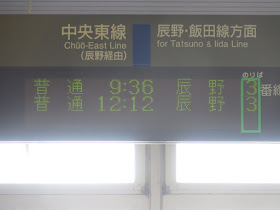 中央東線
Chūō-East Line
(辰野経由)
辰野・飯田線方面
for Tatsuno & Iida Line
のりば
普通 9:36 辰野 3番線
普通 12:12 辰野 3